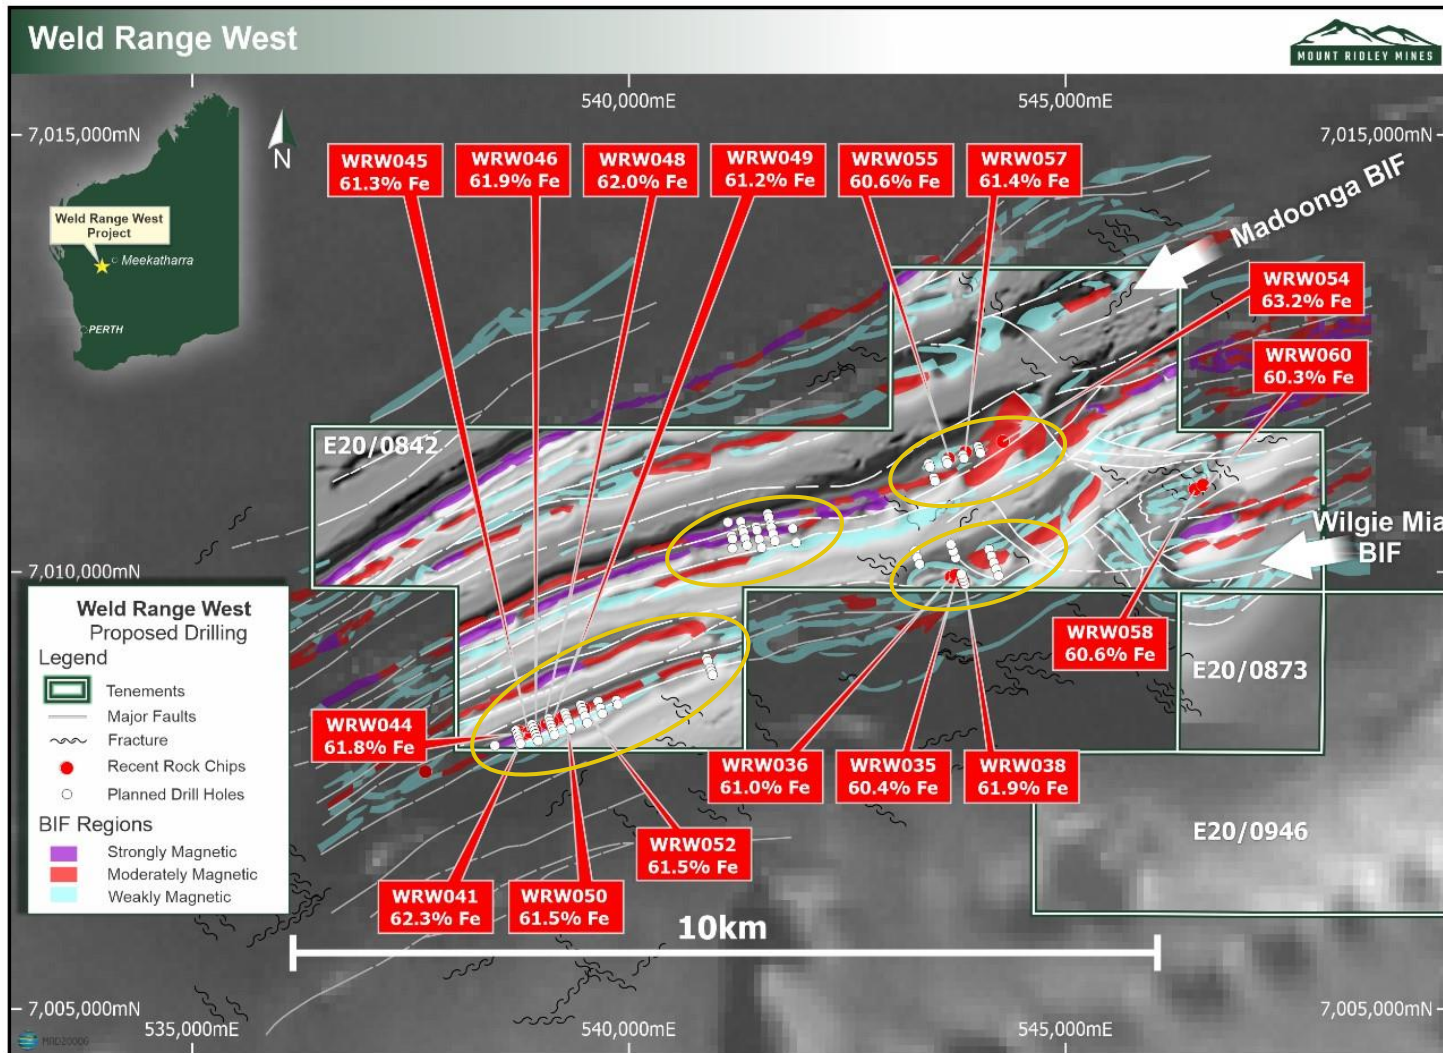 Weld Range West
MOUNT RIDLEY MINES
540,000mE
545,000mE
7,015,000mN
7,015,000mN
N
WRW045
61.3% Fe
WRW046
61.9% Fe
WRW048
62.0% Fe
WRW049
61.2% Fe
WRW055
60.6% Fe
WRW057
61.4% Fe
Madoonga BIF
Weld Range West
Project
Meekatharra
PERTH
WRW054
63.2% Fe
WRW060
60.3% Fe
E20/0842
Wilgie Mia
BIF
7,010,000mN
Weld Range West
Proposed Drilling
Legend
Tenements
Major Faults
Fracture
Recent Rock Chips
Planned Drill Holes
BIF Regions
Strongly Magnetic
Moderately Magnetic
Weakly Magnetic
WRW058
60.6% Fe
E20/0873
WRW044
61.8% Fe
WRW036
61.0% Fe
WRW035
60.4% Fe
WRW038
61.9% Fe
E20/0946
WRW052
61.5% Fe
WRW041
62.3% Fe
WRW050
61.5% Fe
10km
7,005,000mN
7,005,000mN
535,000mE
540,000mE
545,000mE